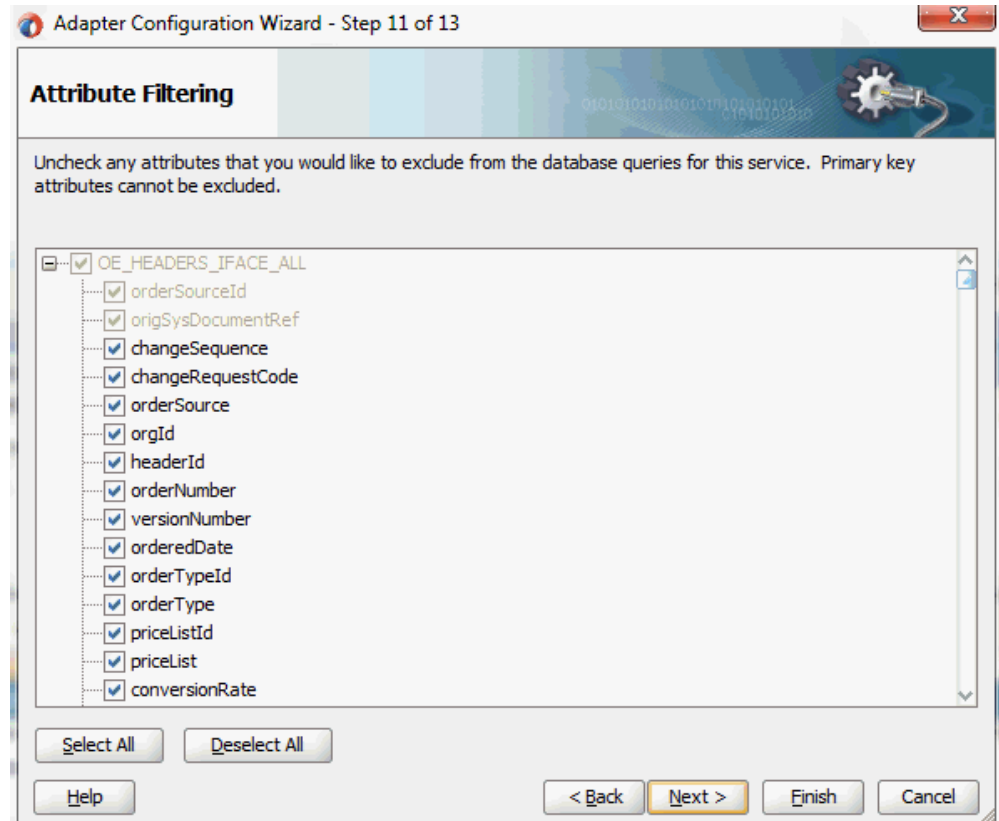 Adapter Configuration Wizard - Step 11 of 13
Attribute Filtering
Uncheck any attributes that you would like to exclude from the database queries for this service. Primary key
attributes cannot be excluded.
OE_HEADERS_IFACE_ALL
orderSourceId
origSysDocumentRef
changeSequence
changeRequestCode
orderSource
orgId
headerId
orderNumber
versionNumber
orderedDate
orderTypeId
orderType
priceListId
priceList
conversionRate
Select All Deselect All
Help < Back Next > Finish Cancel